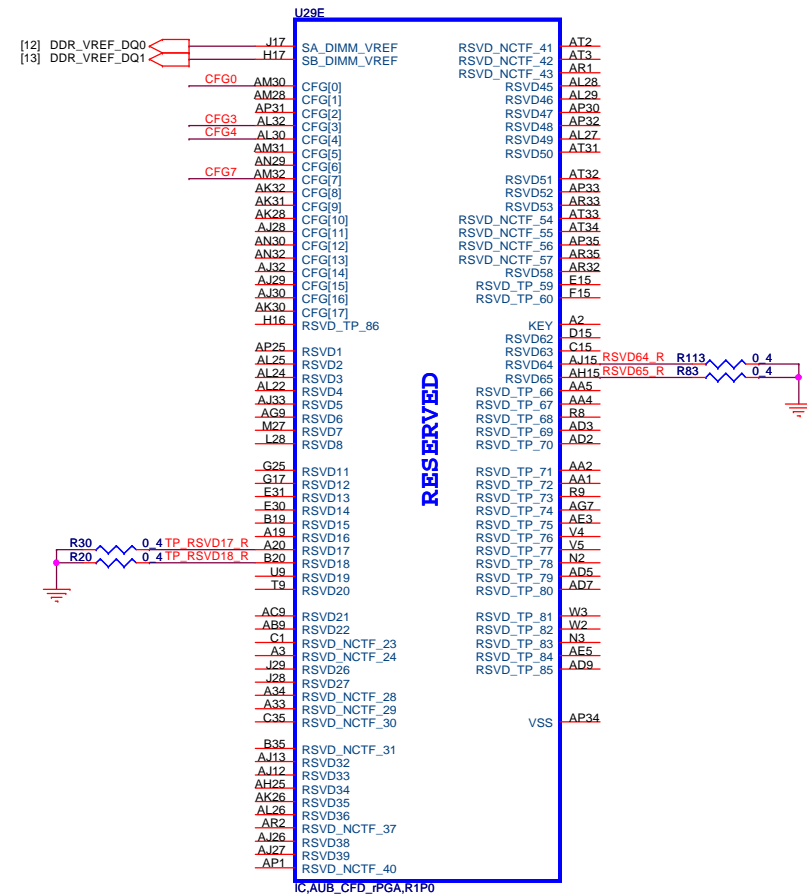 U29E
[12] DDR_VREF_DQ0 J17 SA_DIMM_VREF RSVD_NCTF_41 AT2
[13] DDR_VREF_DQ1 H17 SB_DIMM_VREF RSVD_NCTF_42 AT3
RSVD_NCTF_43 AR1
CFG0 AM30 CFG[0] RSVD45 AL28
AM28 CFG[1] RSVD46 AL29
AP31 CFG[2] RSVD47 AP30
CFG3 AL32 CFG[3] RSVD48 AP32
CFG4 AL30 CFG[4] RSVD49 AL27
AM31 CFG[5] RSVD50 AT31
AN29 CFG[6]
CFG7 AM32 CFG[7] RSVD51 AT32
AK32 CFG[8] RSVD52 AP33
AK31 CFG[9] RSVD53 AR33
AK28 CFG[10] RSVD_NCTF_54 AT33
AJ28 CFG[11] RSVD_NCTF_55 AT34
AN30 CFG[12] RSVD_NCTF_56 AP35
AN32 CFG[13] RSVD_NCTF_57 AR35
AJ32 CFG[14] RSVD58 AR32
AJ29 CFG[15] RSVD_TP_59 E15
AJ30 CFG[16] RSVD_TP_60 F15
AK30 CFG[17]
H16 RSVD_TP_86 KEY A2
RSVD62 D15
AP25 RSVD1 RSVD63 C15
AL25 RSVD2 RSVD64 AJ15 RSVD64_R R113 0_4
AL24 RSVD3 RSVD65 AH15 RSVD65_R R83 0_4
AL22 RSVD4 RSVD_TP_66 AA5
AJ33 RSVD5 RSVD_TP_67 AA4
AG9 RSVD6 RSVD_TP_68 R8
M27 RSVD7 RSVD_TP_69 AD3
L28 RSVD8 RSVD_TP_70 AD2
RESERVED
G25 RSVD11 RSVD_TP_71 AA2
G17 RSVD12 RSVD_TP_72 AA1
E31 RSVD13 RSVD_TP_73 R9
E30 RSVD14 RSVD_TP_74 AG7
B19 RSVD15 RSVD_TP_75 AE3
A19 RSVD16 RSVD_TP_76 V4
R30 0_4 TP_RSVD17_R A20 RSVD17 RSVD_TP_77 V5
R20 0_4 TP_RSVD18_R B20 RSVD18 RSVD_TP_78 N2
U9 RSVD19 RSVD_TP_79 AD5
T9 RSVD20 RSVD_TP_80 AD7
AC9 RSVD21 RSVD_TP_81 W3
AB9 RSVD22 RSVD_TP_82 W2
C1 RSVD_NCTF_23 RSVD_TP_83 N3
A3 RSVD_NCTF_24 RSVD_TP_84 AE5
J29 RSVD26 RSVD_TP_85 AD9
J28 RSVD27
A34 RSVD_NCTF_28
A33 RSVD_NCTF_29
C35 RSVD_NCTF_30 VSS AP34
B35 RSVD_NCTF_31
AJ13 RSVD32
AJ12 RSVD33
AH25 RSVD34
AK26 RSVD35
AL26 RSVD36
AR2 RSVD_NCTF_37
AJ26 RSVD38
AJ27 RSVD39
AP1 RSVD_NCTF_40
IC,AUB_CFD_rPGA,R1P0